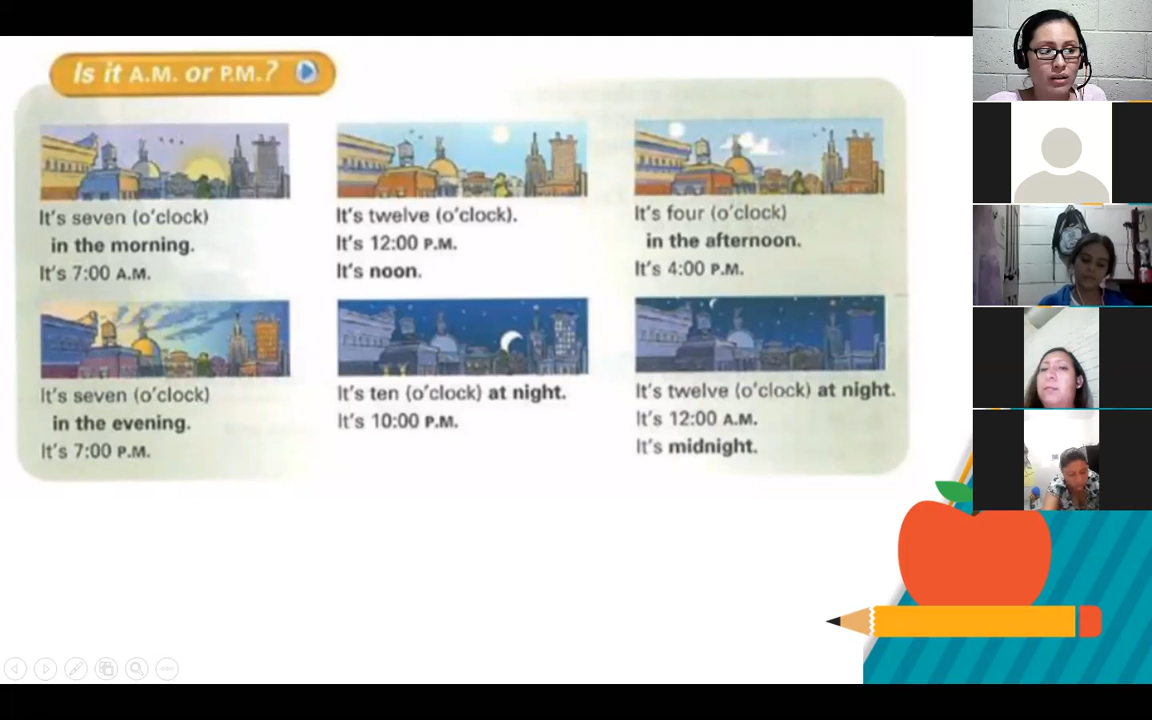 Is it A.M. or P.M.?
It's seven (o'clock)
in the morning.
It's 7:00 A.M.
It's twelve (o'clock).
It's 12:00 P.M.
It's noon.
It's four (o'clock)
in the afternoon.
It's 4:00 P.M.
It's seven (o'clock)
in the evening.
It's 7:00 P.M.
It's ten (o'clock) at night.
It's 10:00 P.M.
It's twelve (o'clock) at night.
It's 12:00 A.M.
It's midnight.